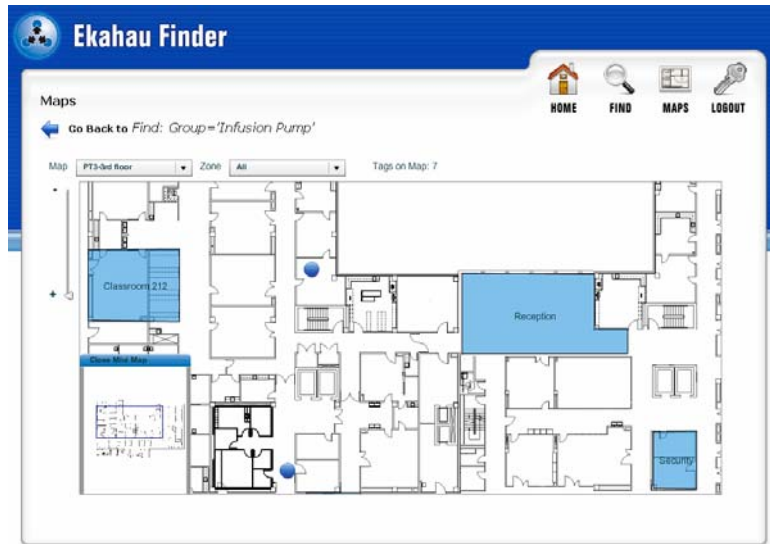 Ekahau Finder
HOME FIND MAPS LOGOUT
Maps
Go Back to Find: Group='Infusion Pump'
Map PT3-3rd floor Zone All Tags on Map: 7
Classroom 212
Reception
Close Mini Map
Security